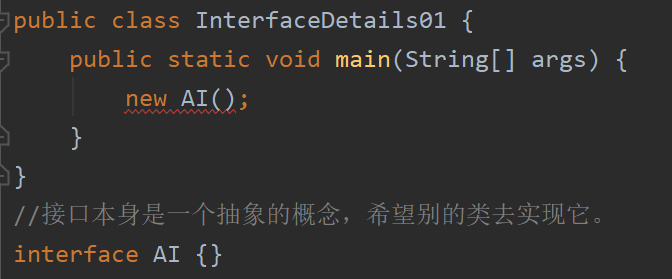 public class InterfaceDetails01 {
public static void main(String[] args) {
new AI();
}
}
//接口本身是一个抽象的概念，希望别的类去实现它。
interface AI {}